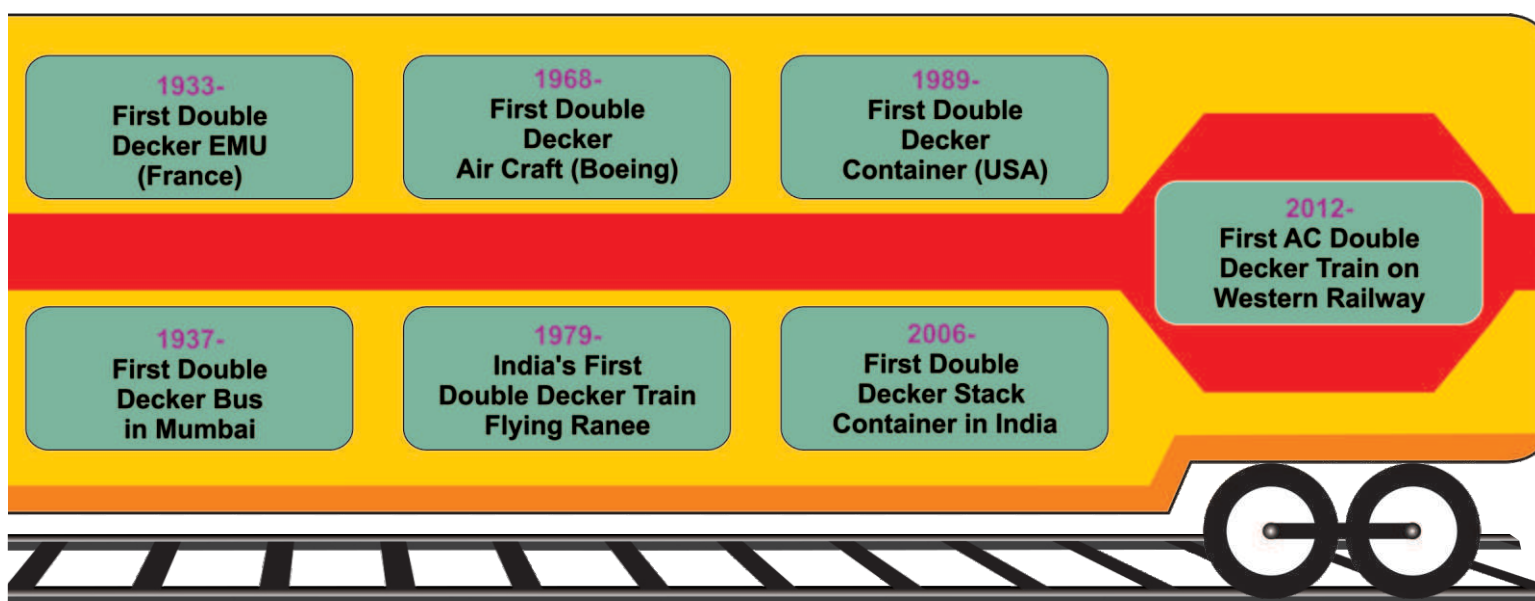 1933-
First Double
Decker EMU
(France)
1968-
First Double
Decker
Air Craft (Boeing)
1989-
First Double
Decker
Container (USA)
2012-
First AC Double
Decker Train on
Western Railway
1937-
First Double
Decker Bus
in Mumbai
1979-
India's First
Double Decker Train
Flying Ranee
2006-
First Double
Decker Stack
Container in India